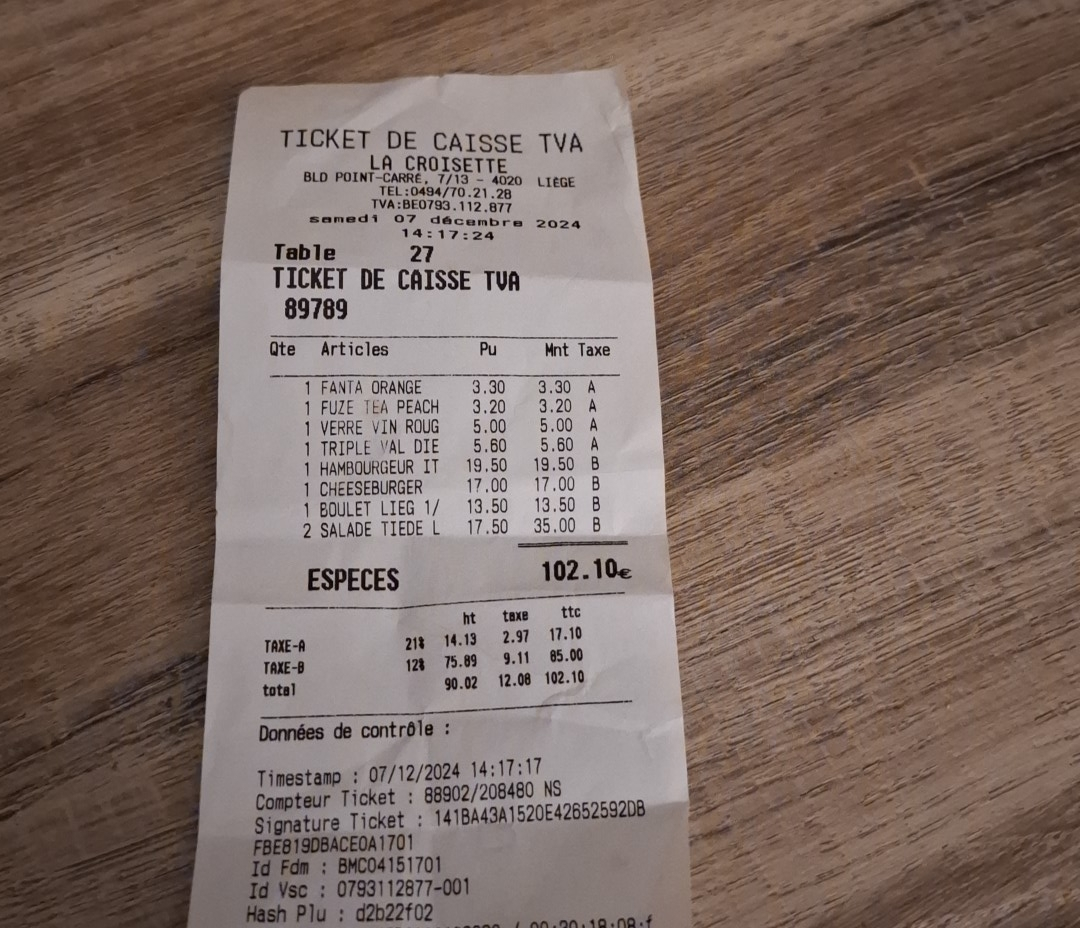 TICKET DE CAISSE TVA
LA CROISETTE
BLD POINT-CARRE, 7/13 - 4020 LIEGE
TEL:0494/70.21.28
TVA:BE0793.112.877
samedi 07 décembre 2024
14:17:24
Table 27
TICKET DE CAISSE TVA
89789
Qte Articles Pu Mnt Taxe
1 FANTA ORANGE 3.30 3.30 A
1 FUZE TEA PEACH 3.20 3.20 A
1 VERRE VIN ROUG 5.00 5.00 A
1 TRIPLE VAL DIE 5.60 5.60 A
1 HAMBOURGEUR IT 19.50 19.50 B
1 CHEESEBURGER 17.00 17.00 B
1 BOULET LIEG 1/ 13.50 13.50 B
2 SALADE TIEDE L 17.50 35.00 B
ESPECES 102.10€
ht taxe ttc
TAXE-A 21% 14.13 2.97 17.10
TAXE-B 12% 75.89 9.11 85.00
total 90.02 12.08 102.10
Données de contrôle :
Timestamp : 07/12/2024 14:17:17
Compteur Ticket : 88902/208480 NS
Signature Ticket : 141BA43A1520E42652592DB
FBE819DBACE0A1701
Id Fdm : BMC04151701
Id Vsc : 0793112877-001
Hash Plu : d2b22f02